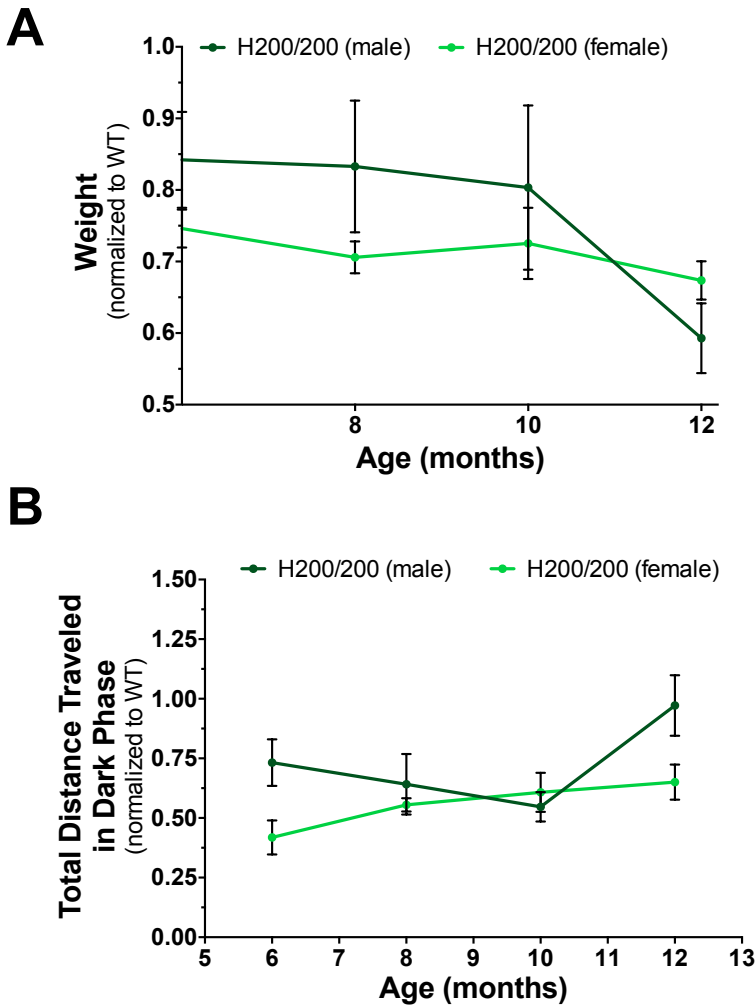 A
H200/200 (male) H200/200 (female)
1.0
0.9
0.8
0.7
0.6
0.5
Weight
(normalized to WT)
8 10 12
Age (months)
B
H200/200 (male) H200/200 (female)
1.50
1.25
1.00
0.75
0.50
0.25
0.00
Total Distance Traveled
in Dark Phase
(normalized to WT)
5 6 7 8 9 10 11 12 13
Age (months)